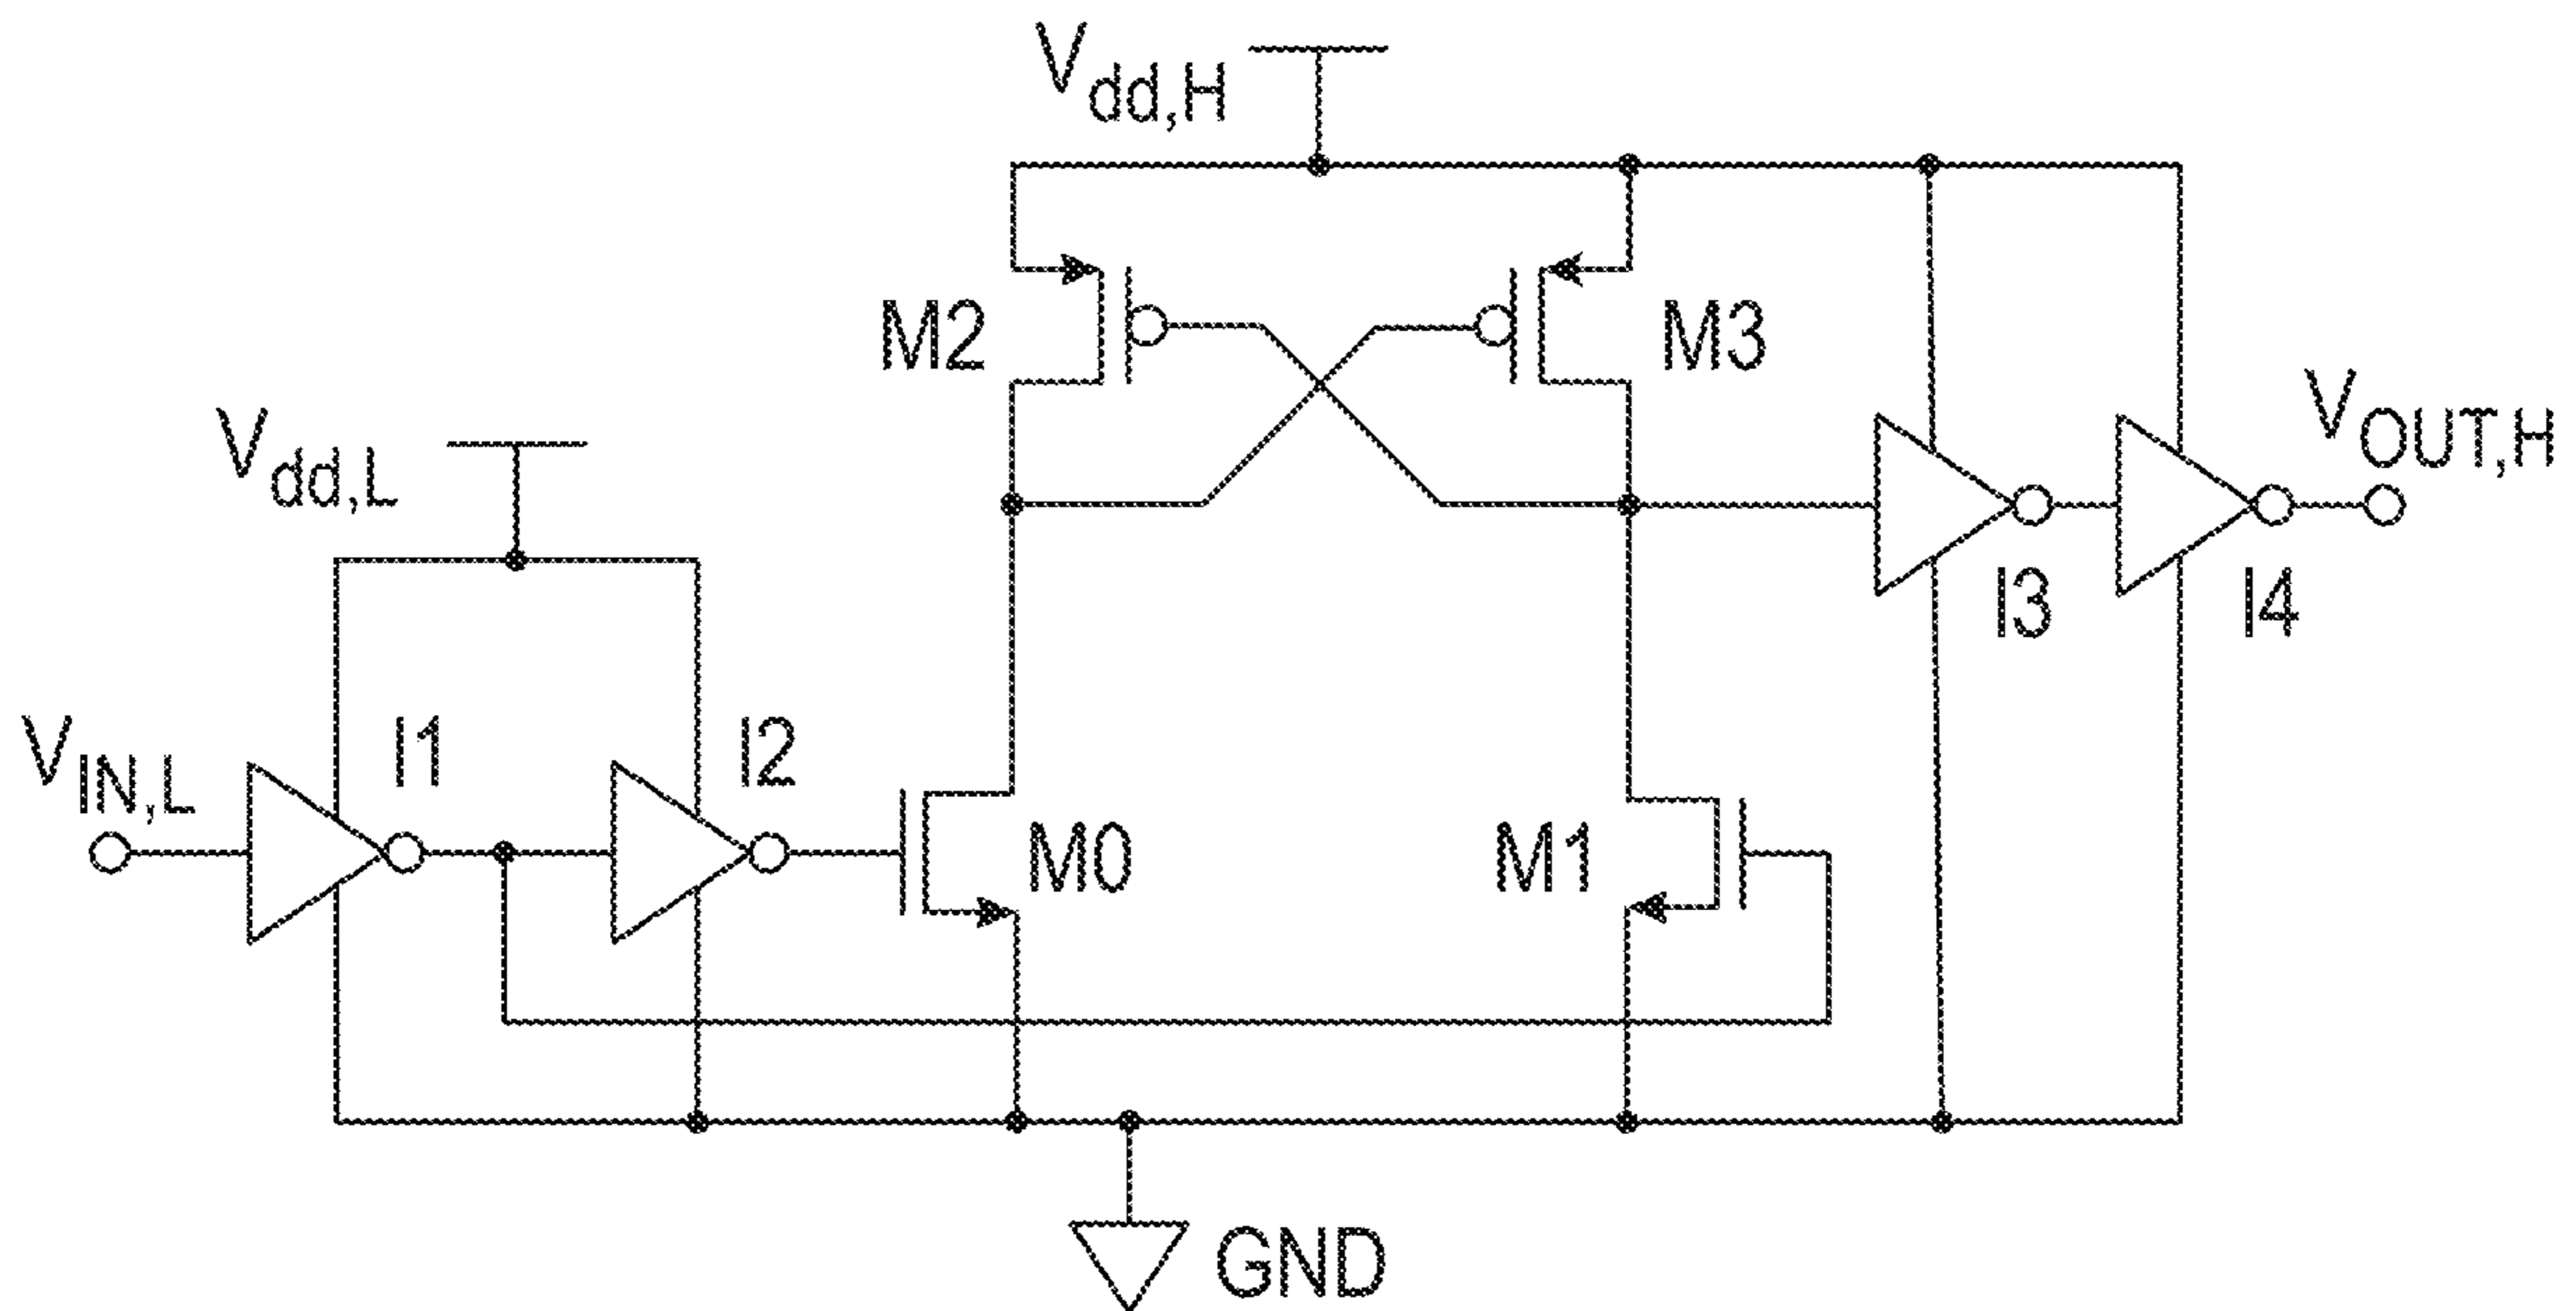 Vdd,H
M2
M3
Vdd,L
VOUT,H
I3
I4
VIN,L
I1
I2
M0
M1
GND